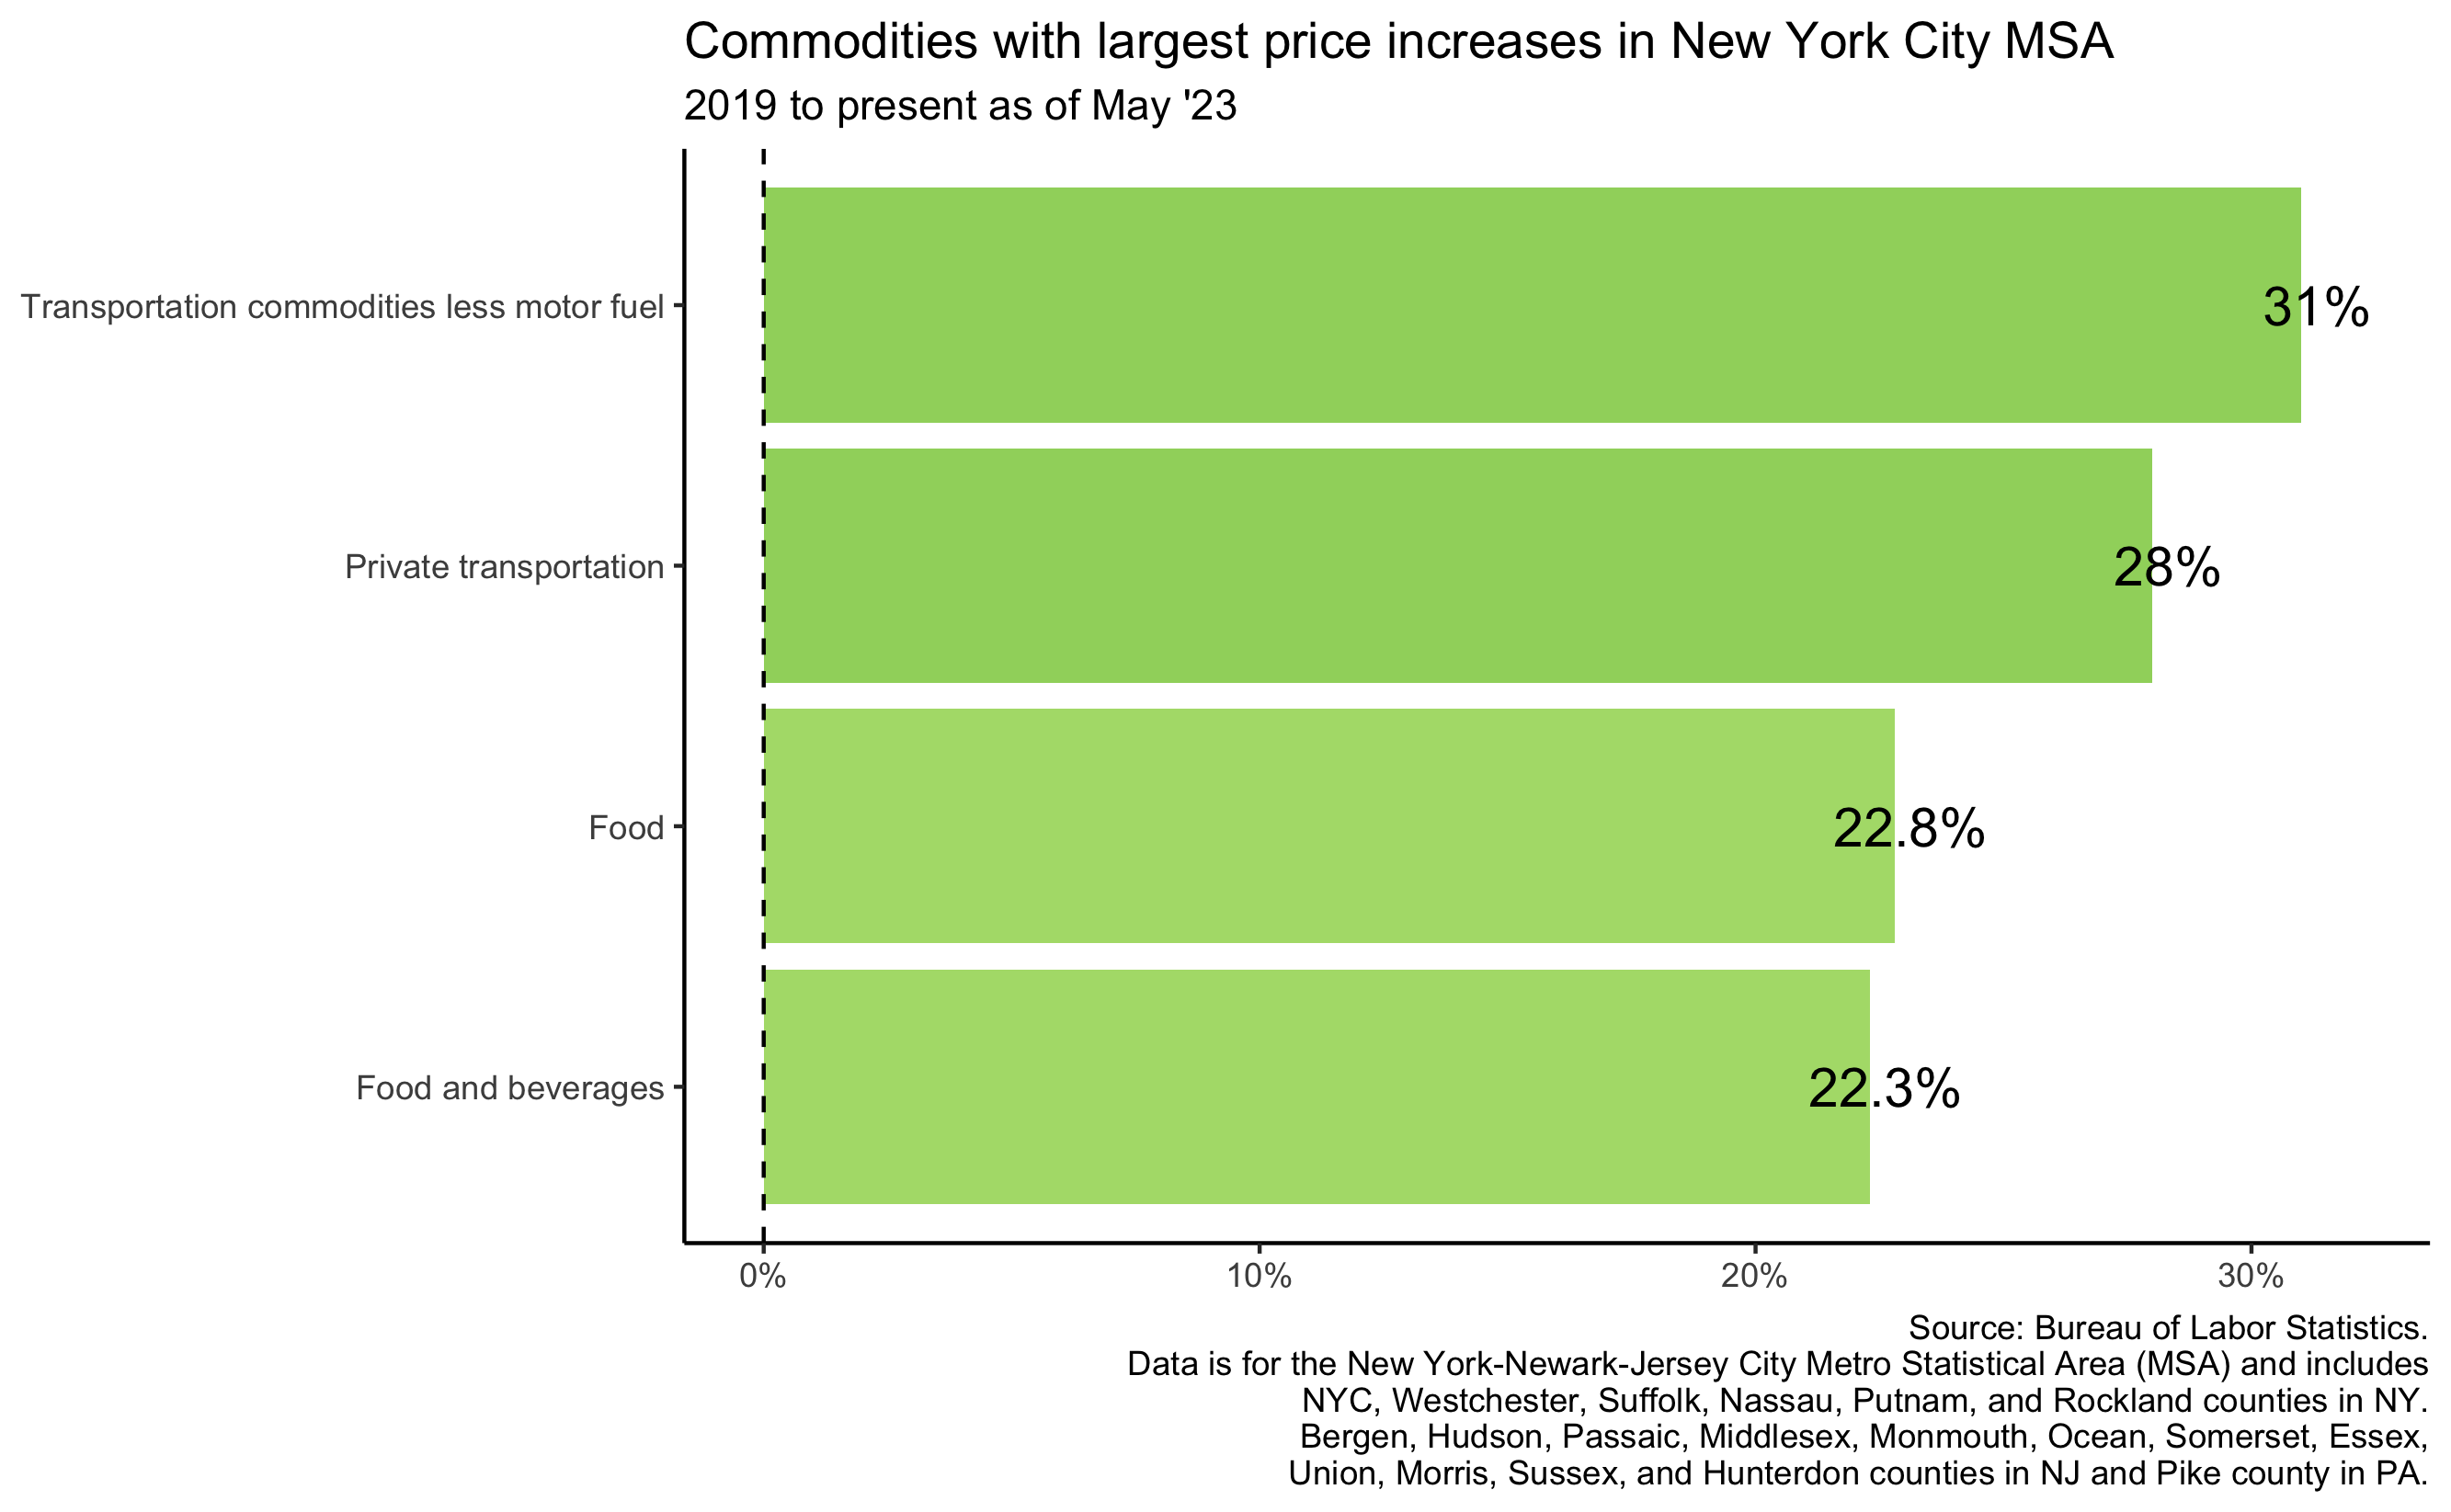 Commodities with largest price increases in New York City MSA
2019 to present as of May '23
Transportation commodities less motor fuel
31%
Private transportation
28%
Food
22.8%
Food and beverages
22.3%
0% 10% 20% 30%
Source: Bureau of Labor Statistics.
Data is for the New York-Newark-Jersey City Metro Statistical Area (MSA) and includes
NYC, Westchester, Suffolk, Nassau, Putnam, and Rockland counties in NY.
Bergen, Hudson, Passaic, Middlesex, Monmouth, Ocean, Somerset, Essex,
Union, Morris, Sussex, and Hunterdon counties in NJ and Pike county in PA.